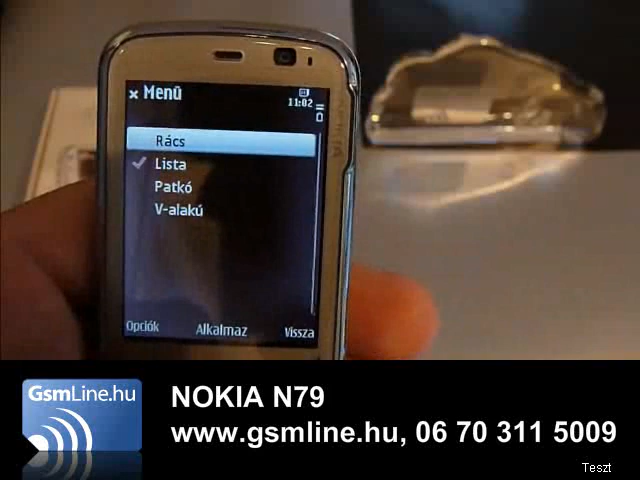 Menü
11:02
Rács
Lista
Patkó
V-alakú
Opciók
Alkalmaz
Vissza
GsmLine.hu
NOKIA N79
www.gsmline.hu, 06 70 311 5009
Teszt